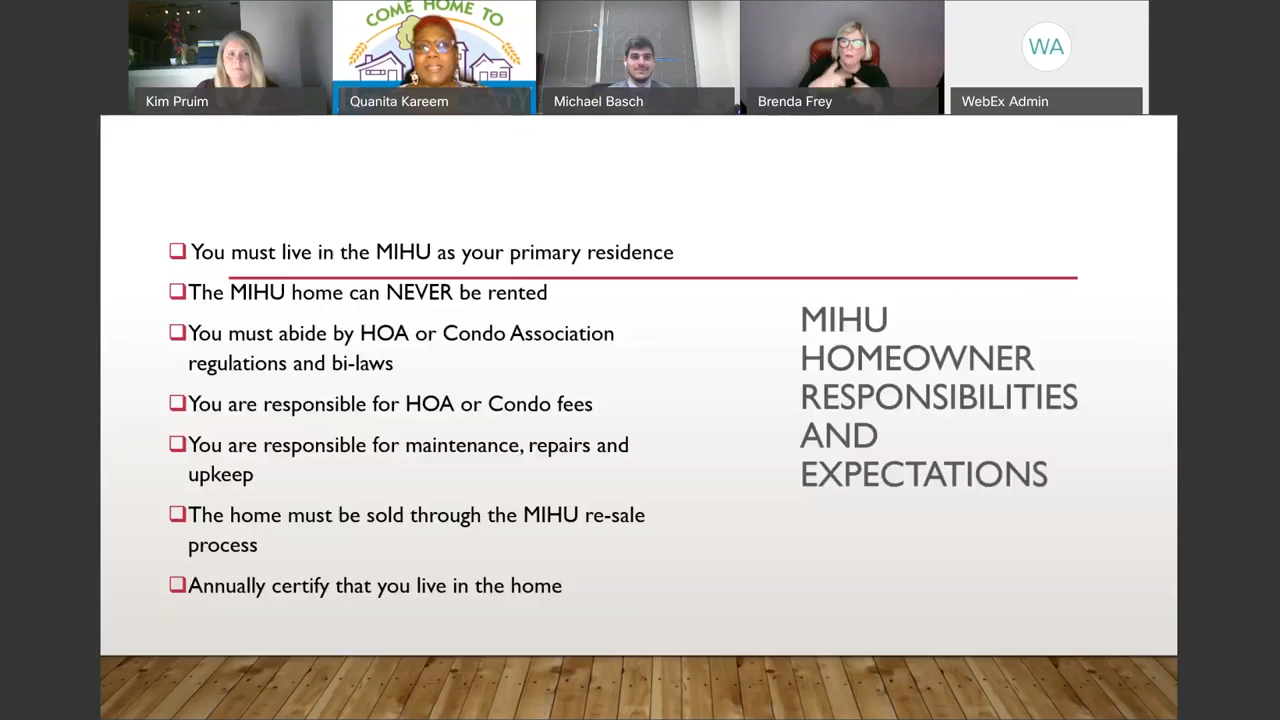 COME HOME TO
Kim Pruim
Quanita Kareem
Michael Basch
Brenda Frey
WA
WebEx Admin
You must live in the MIHU as your primary residence
The MIHU home can NEVER be rented
You must abide by HOA or Condo Association
regulations and bi-laws
You are responsible for HOA or Condo fees
You are responsible for maintenance, repairs and
upkeep
The home must be sold through the MIHU re-sale
process
Annually certify that you live in the home
MIHU
HOMEOWNER
RESPONSIBILITIES
AND
EXPECTATIONS